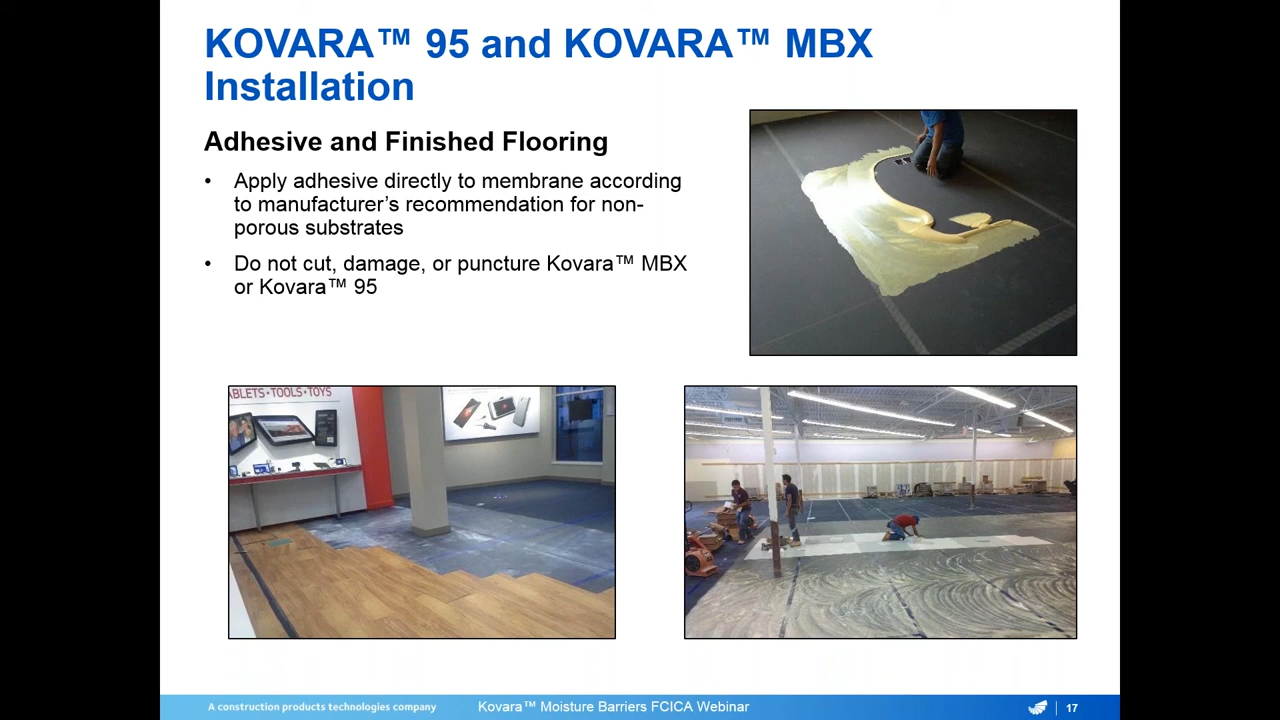 KOVARA™ 95 and KOVARA™ MBX
Installation
Adhesive and Finished Flooring
• Apply adhesive directly to membrane according
to manufacturer’s recommendation for non-
porous substrates
• Do not cut, damage, or puncture Kovara™ MBX
or Kovara™ 95
ABLETS·TOOLS·TOYS
A construction products technologies company
Kovara™ Moisture Barriers FCICA Webinar
17